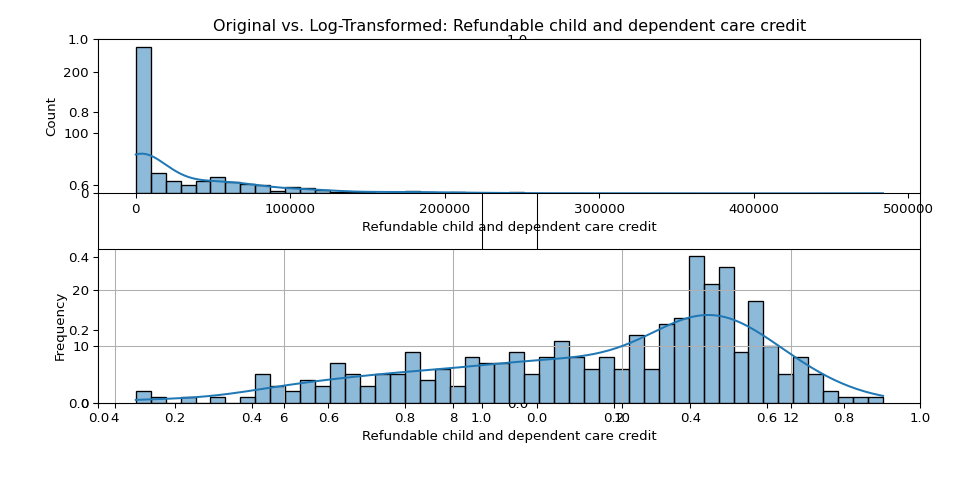 Original vs. Log-Transformed: Refundable child and dependent care credit
1.0 1.0
200
0.8
Count
100
0.6
0
0 100000 200000 300000 400000 500000
Refundable child and dependent care credit
0.4
20
Frequency
0.2
10
0.0 0.0
0.0 4 0.2 0.4 6 0.6 0.8 8 1.0 0.0 0.2 10 0.4 0.6 12 0.8 1.0
Refundable child and dependent care credit